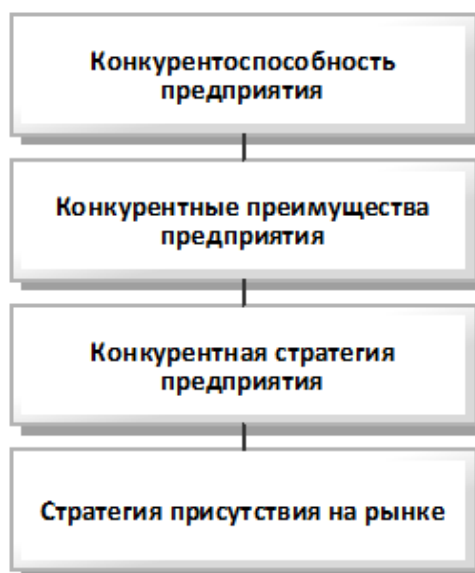 Конкурентоспособность
предприятия
Конкурентные преимущества
предприятия
Конкурентная стратегия
предприятия
Стратегия присутствия на рынке